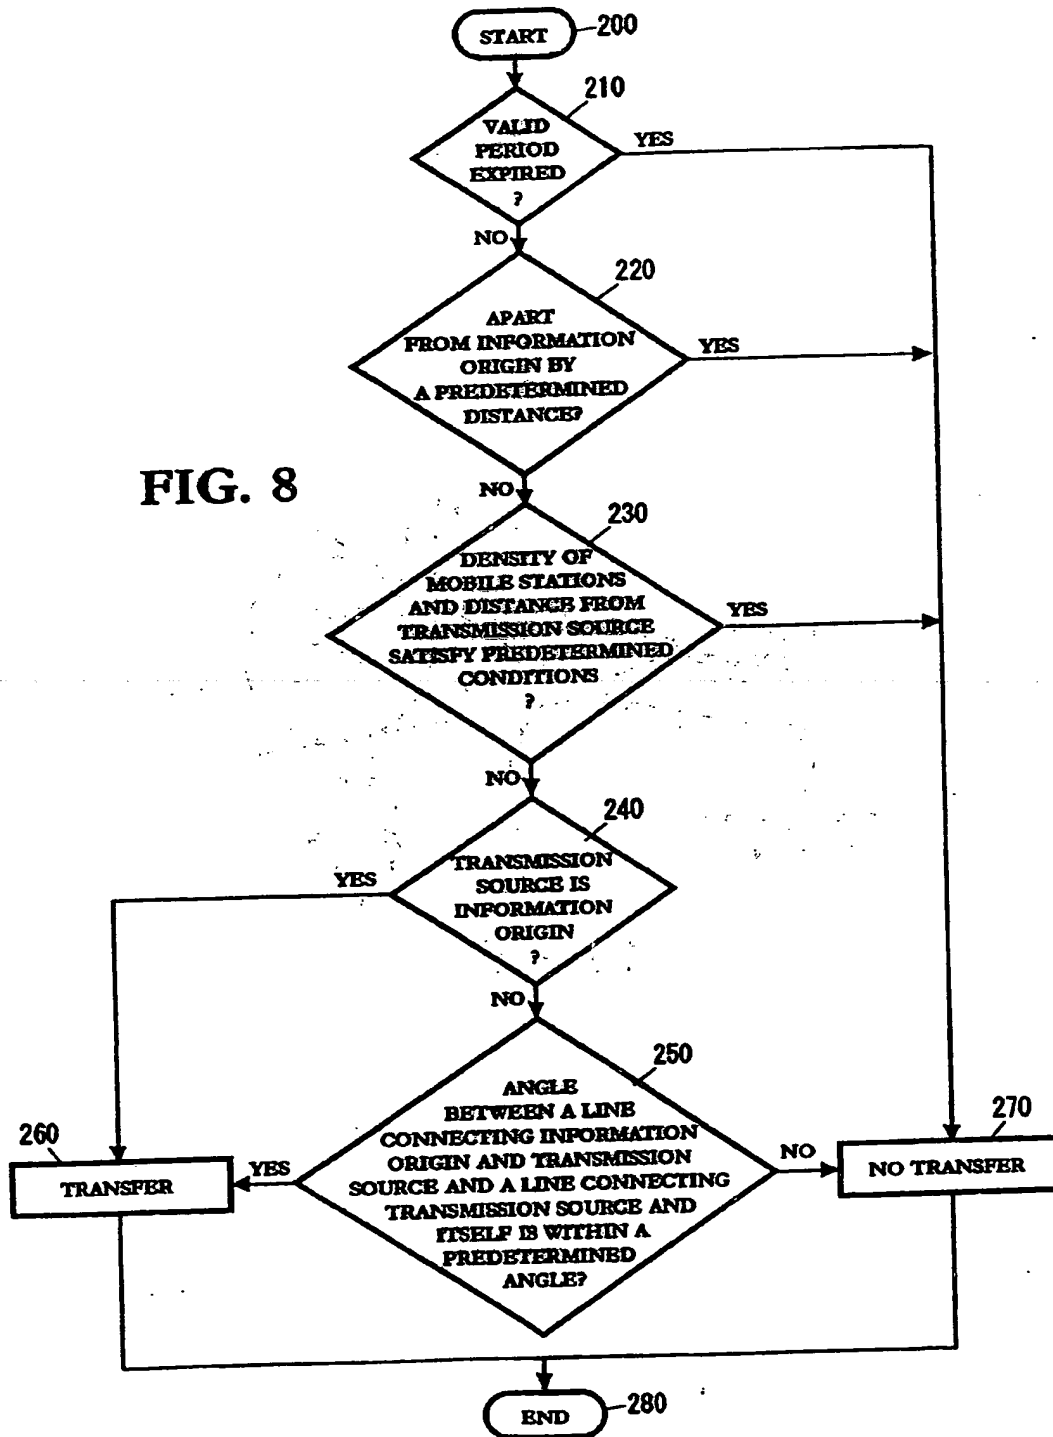 START
200
210
VALID
PERIOD
EXPIRED
?
YES
NO
220
APART
FROM INFORMATION
ORIGIN BY
A PREDETERMINED
DISTANCE?
YES
FIG. 8
NO
230
DENSITY OF
MOBILE STATIONS
AND DISTANCE FROM
TRANSMISSION SOURCE
SATISFY PREDETERMINED
CONDITIONS
?
YES
NO
240
TRANSMISSION
SOURCE IS
INFORMATION
ORIGIN
?
YES
NO
250
ANGLE
BETWEEN A LINE
CONNECTING INFORMATION
ORIGIN AND TRANSMISSION
SOURCE AND A LINE CONNECTING
TRANSMISSION SOURCE AND
ITSELF IS WITHIN A
PREDETERMINED
ANGLE?
260
YES
TRANSFER
NO
270
NO TRANSFER
END
280